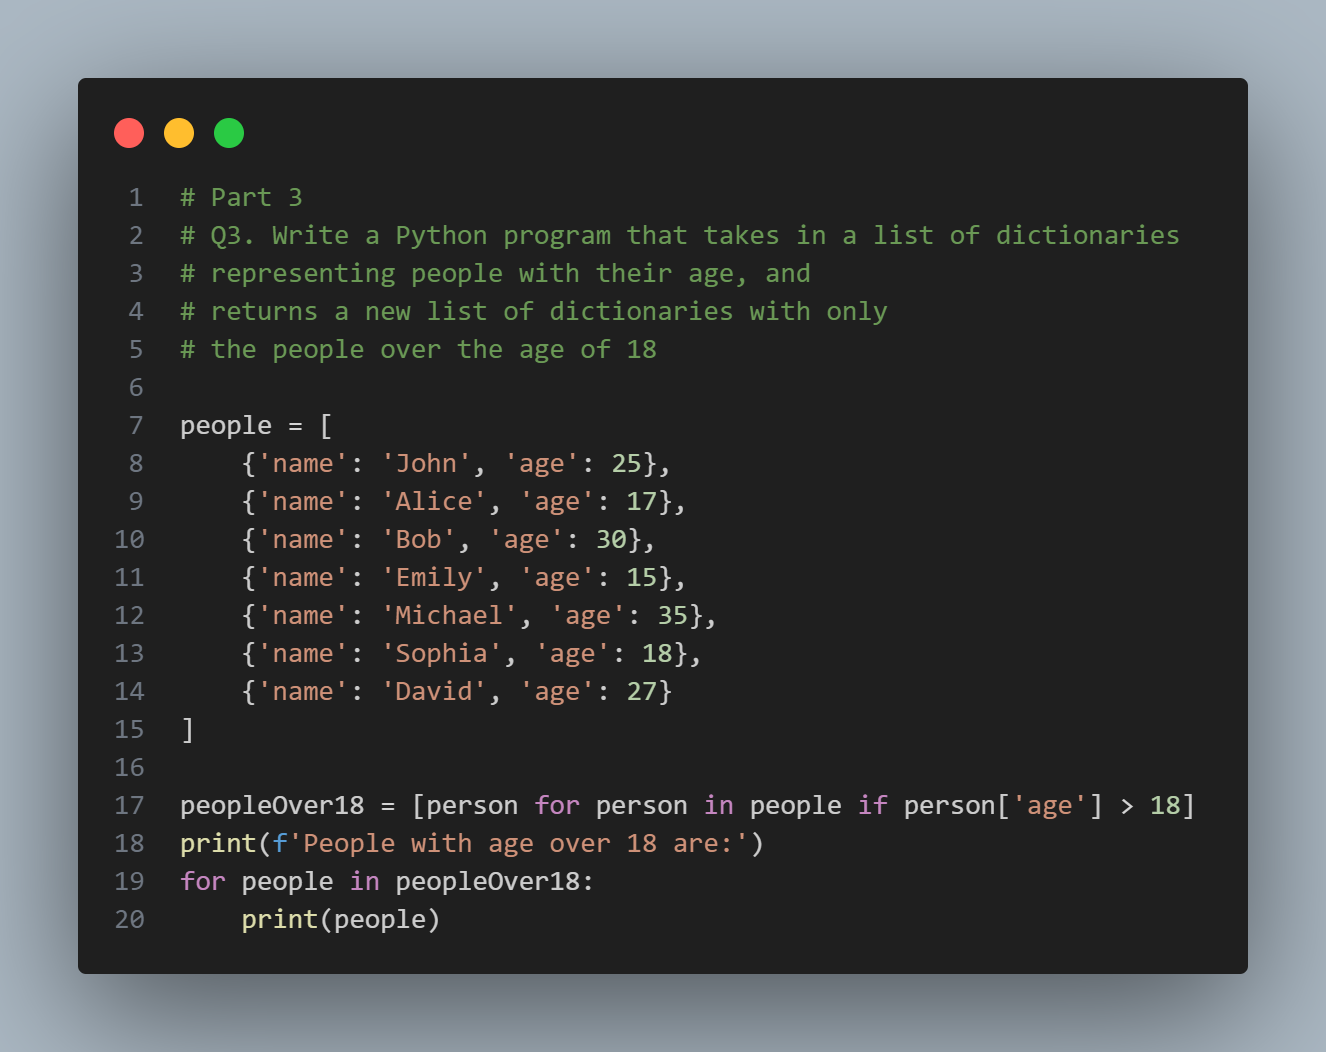 1 # Part 3
2 # Q3. Write a Python program that takes in a list of dictionaries
3 # representing people with their age, and
4 # returns a new list of dictionaries with only
5 # the people over the age of 18
6
7 people = [
8     {'name': 'John', 'age': 25},
9     {'name': 'Alice', 'age': 17},
10     {'name': 'Bob', 'age': 30},
11     {'name': 'Emily', 'age': 15},
12     {'name': 'Michael', 'age': 35},
13     {'name': 'Sophia', 'age': 18},
14     {'name': 'David', 'age': 27}
15 ]
16
17 peopleOver18 = [person for person in people if person['age'] > 18]
18 print(f'People with age over 18 are:')
19 for people in peopleOver18:
20     print(people)